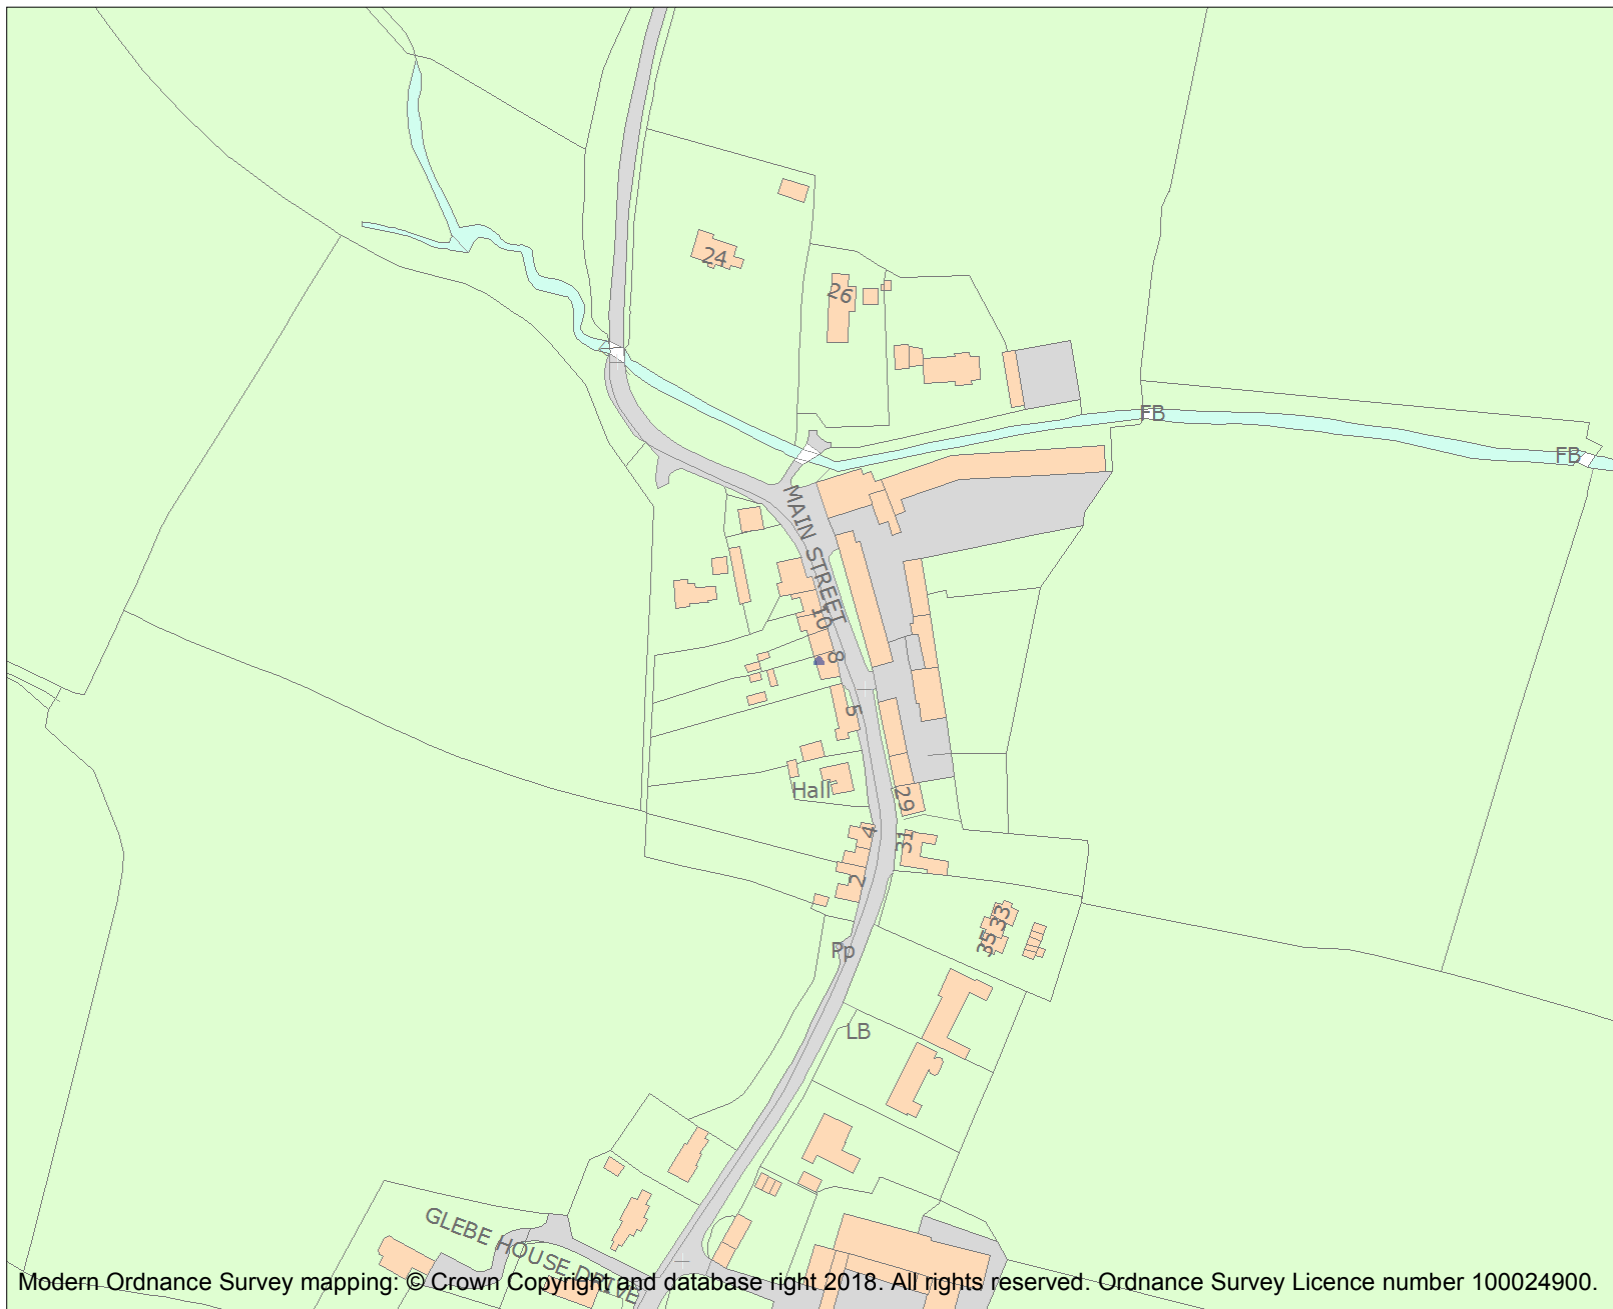 24
26
FB
FB
MAIN STREET
10
8
5
Hall
29
4
31
2
33
35
Pp
LB
GLEBE HOUSE DRIVE
Modern Ordnance Survey mapping: © Crown Copyright and database right 2018. All rights reserved. Ordnance Survey Licence number 100024900.